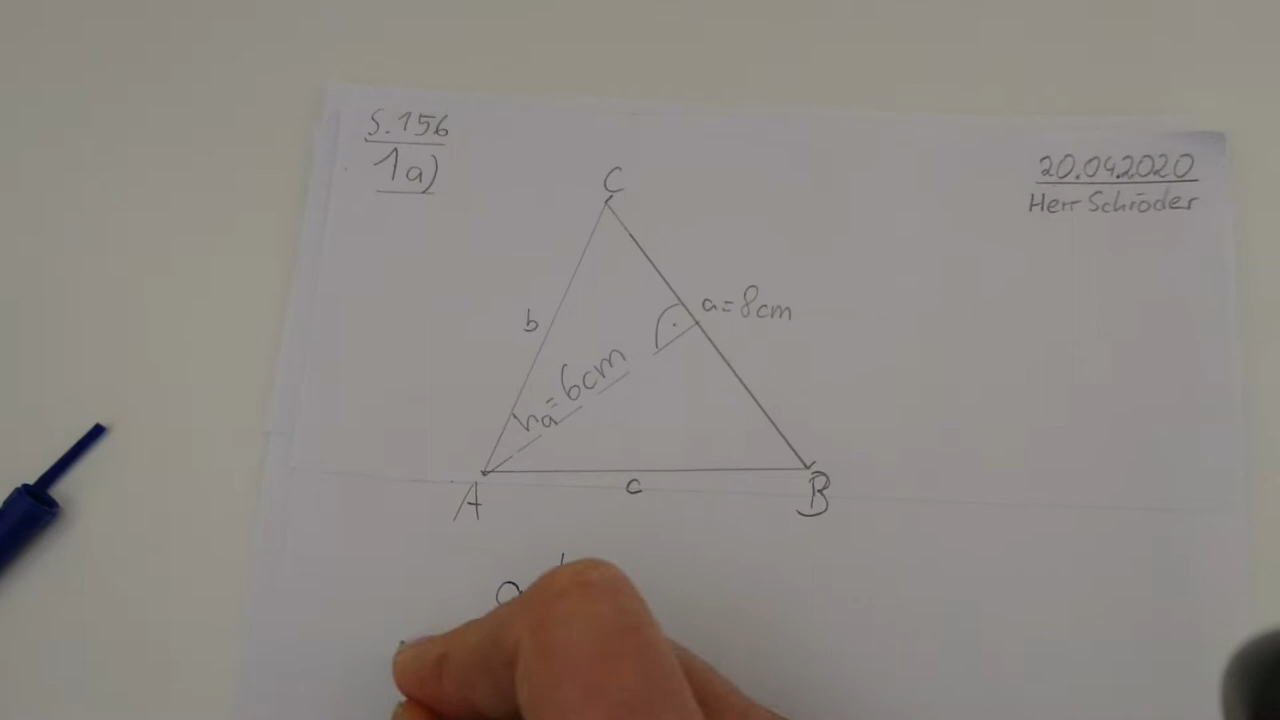 S.156
1a)
20.04.2020
Herr Schröder
C
b
a=8cm
ha=6cm
A
c
B
a